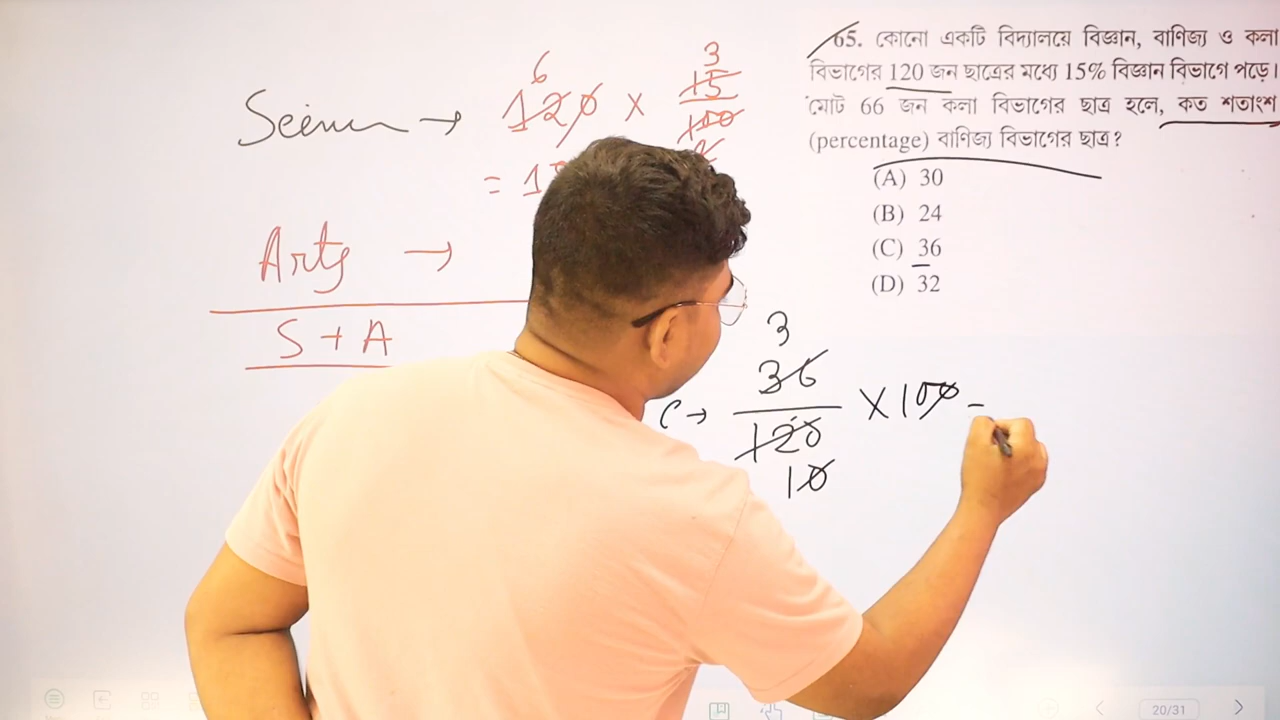 65. কোনো একটি বিদ্যালয়ে বিজ্ঞান, বাণিজ্য ও কলা
বিভাগের 120 জন ছাত্রের মধ্যে 15% বিজ্ঞান বিভাগে পড়ে।
মোট 66 জন কলা বিভাগের ছাত্র হলে, কত শতাংশ
(percentage) বাণিজ্য বিভাগের ছাত্র?
(A) 30
(B) 24
(C) 36
(D) 32
6 3
→ 120 × 15
100
= 1
Arts →
S + A
3
36
C → × 100 =
120
10
20/31